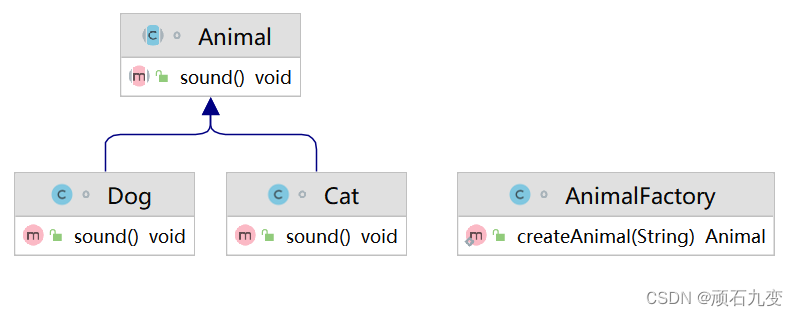 Animal
sound() void
Dog
sound() void
Cat
sound() void
AnimalFactory
createAnimal(String) Animal
CSDN @顽石九变